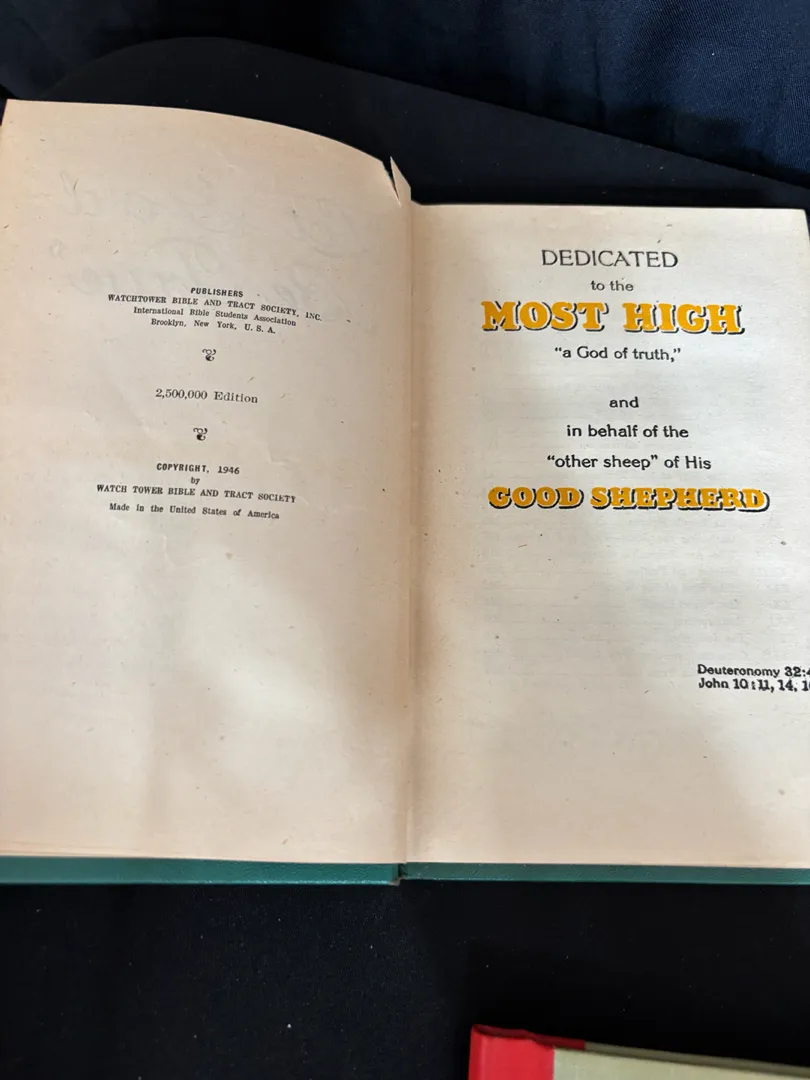 PUBLISHERS
WATCHTOWER BIBLE AND TRACT SOCIETY, INC.
International Bible Students Association
Brooklyn, New York, U. S. A.
2,500,000 Edition
COPYRIGHT, 1946
by
WATCH TOWER BIBLE AND TRACT SOCIETY
Made in the United States of America
DEDICATED
to the
MOST HIGH
“a God of truth,”
and
in behalf of the
“other sheep” of His
GOOD SHEPHERD
Deuteronomy 32:4
John 10:11, 14, 1